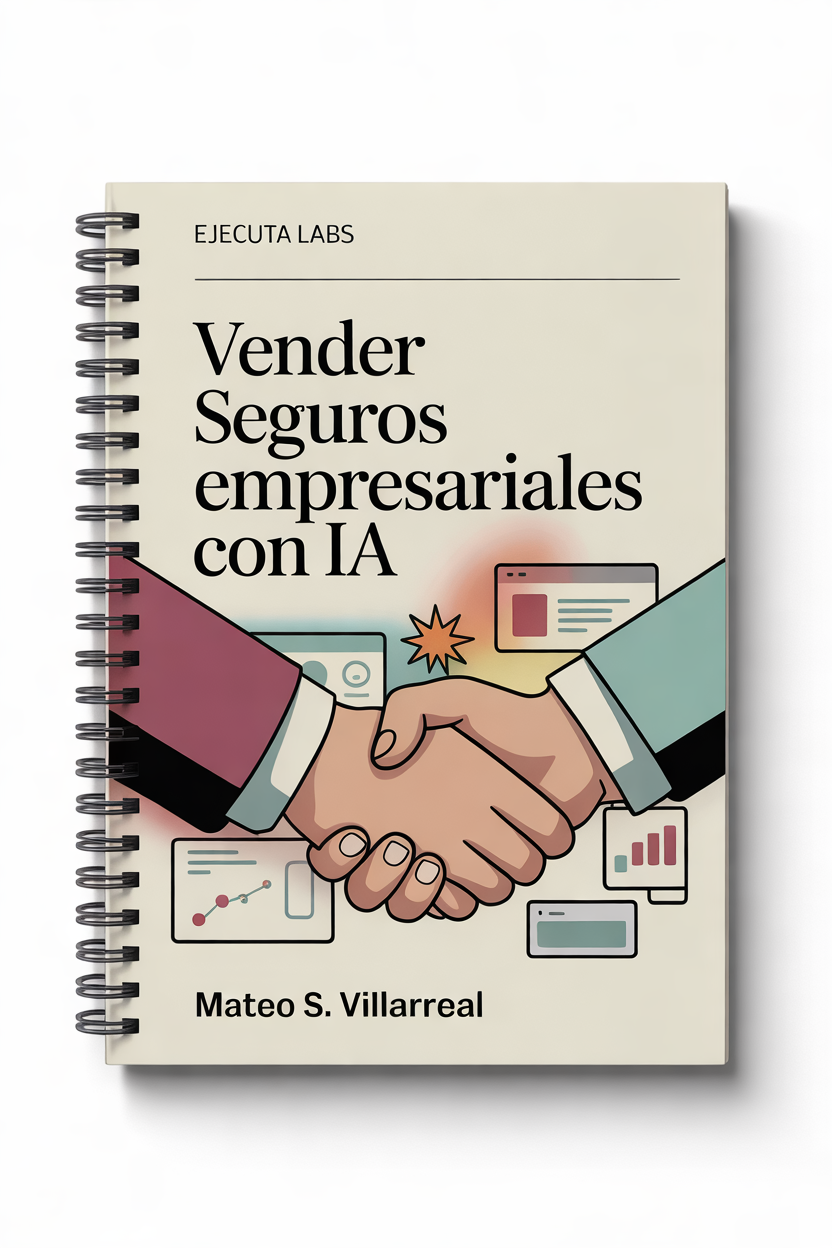 EJECUTA LABS
Vender
Seguros
empresariales
con IA
Mateo S. Villarreal